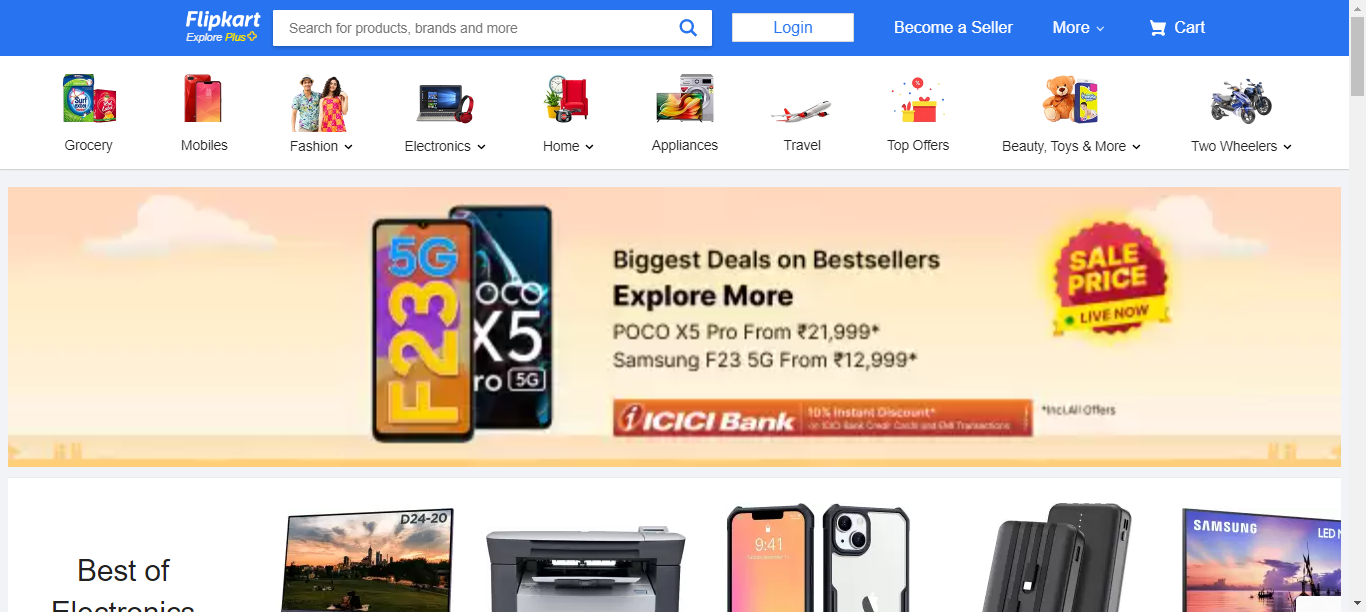 Flipkart
Explore Plus
Search for products, brands and more
Login
Become a Seller
More
Cart
Grocery
Mobiles
Fashion
Electronics
Home
Appliances
Travel
Top Offers
Beauty, Toys & More
Two Wheelers
5G
F23
POCO
X5
Pro 5G
Biggest Deals on Bestsellers
Explore More
POCO X5 Pro From ₹21,999*
Samsung F23 5G From ₹12,999*
ICICI Bank
10% Instant Discount*
on ICICI Bank Credit Cards and EMI Transactions
*Incl.All Offers
SALE
PRICE
LIVE NOW
Best of
Electronics
D24-20
9:41
SAMSUNG
LED